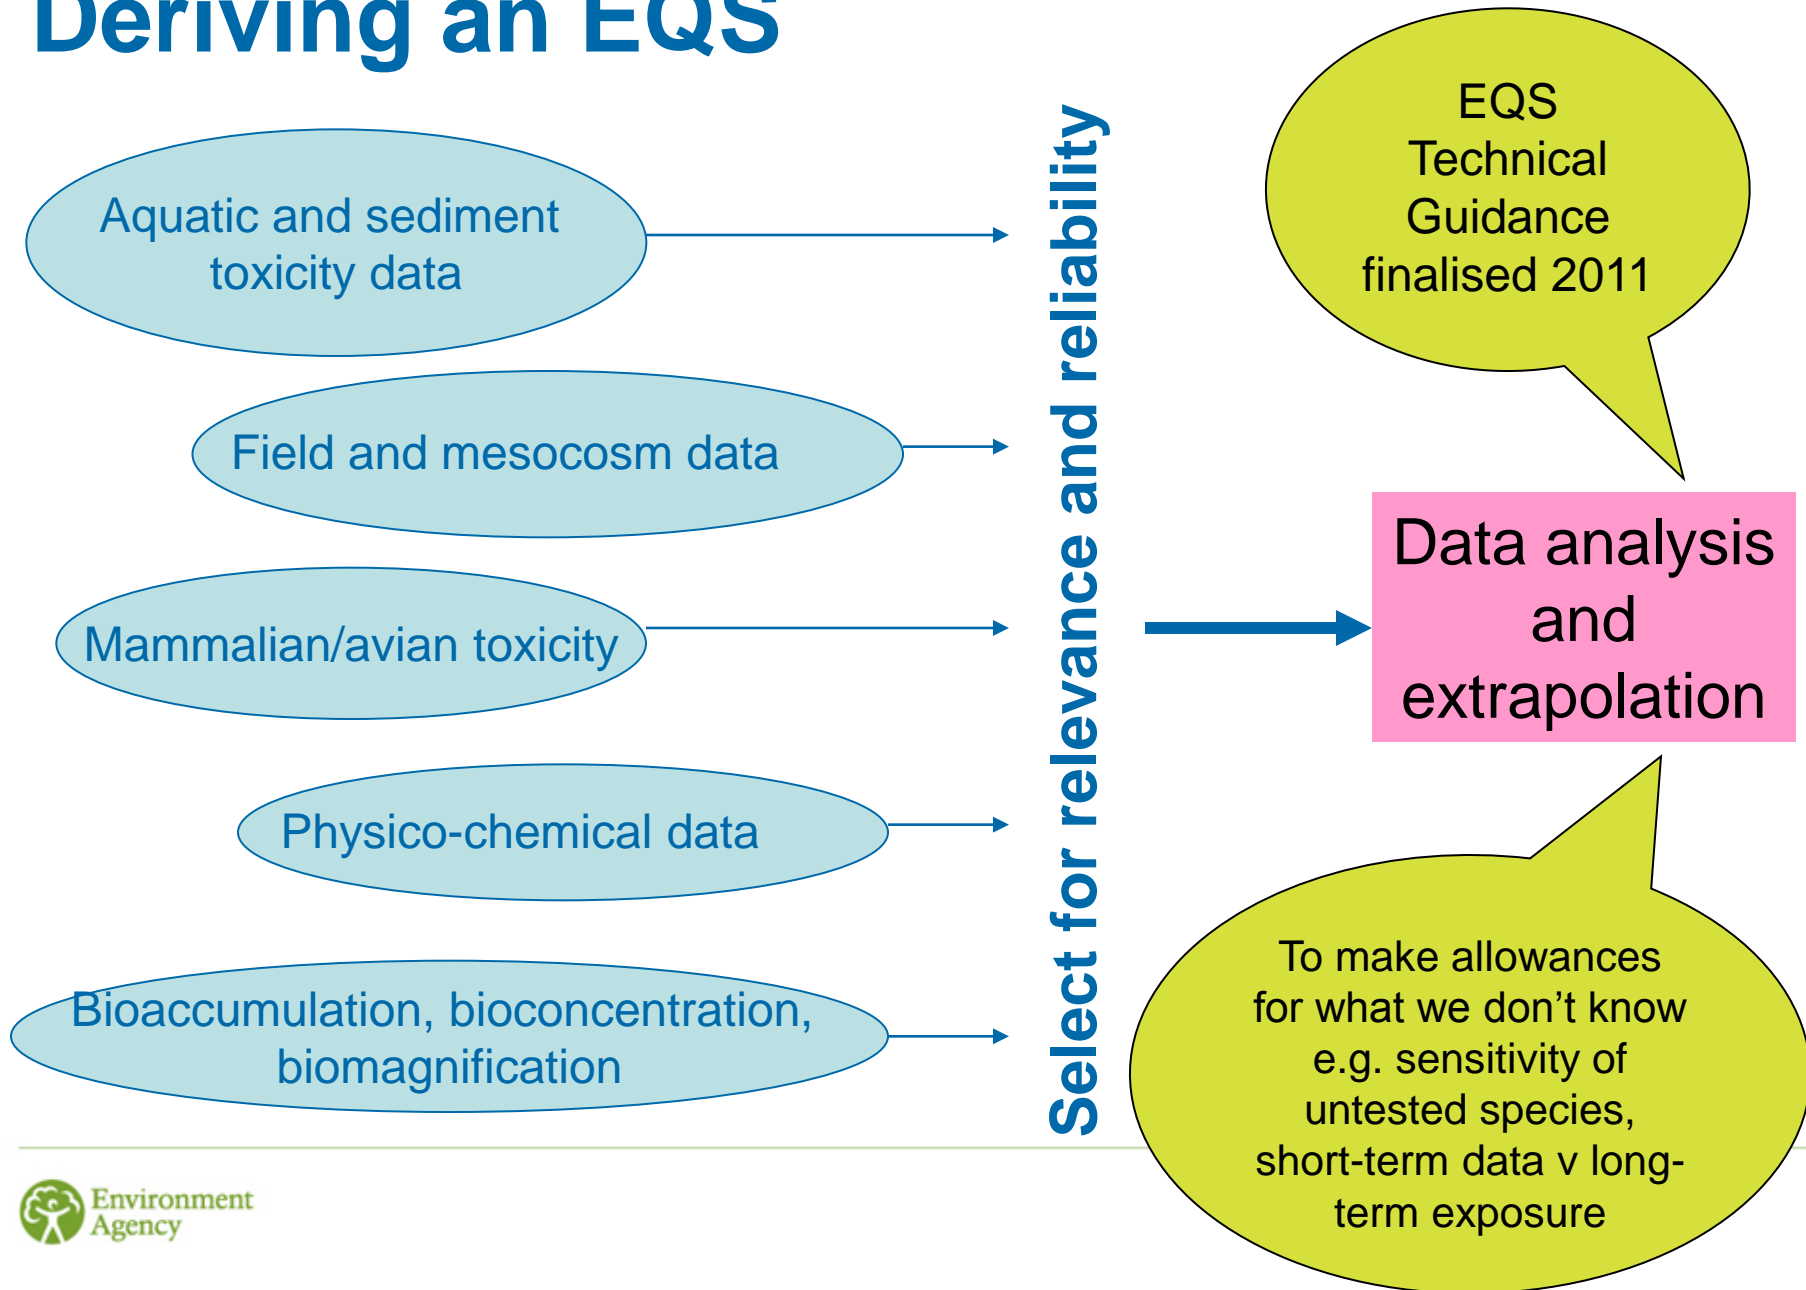 Deriving an EQS
Aquatic and sediment
toxicity data
Field and mesocosm data
Mammalian/avian toxicity
Physico-chemical data
Bioaccumulation, bioconcentration,
biomagnification
Select for relevance and reliability
EQS
Technical
Guidance
finalised 2011
Data analysis
and
extrapolation
To make allowances
for what we don’t know
e.g. sensitivity of
untested species,
short-term data v long-
term exposure
Environment
Agency